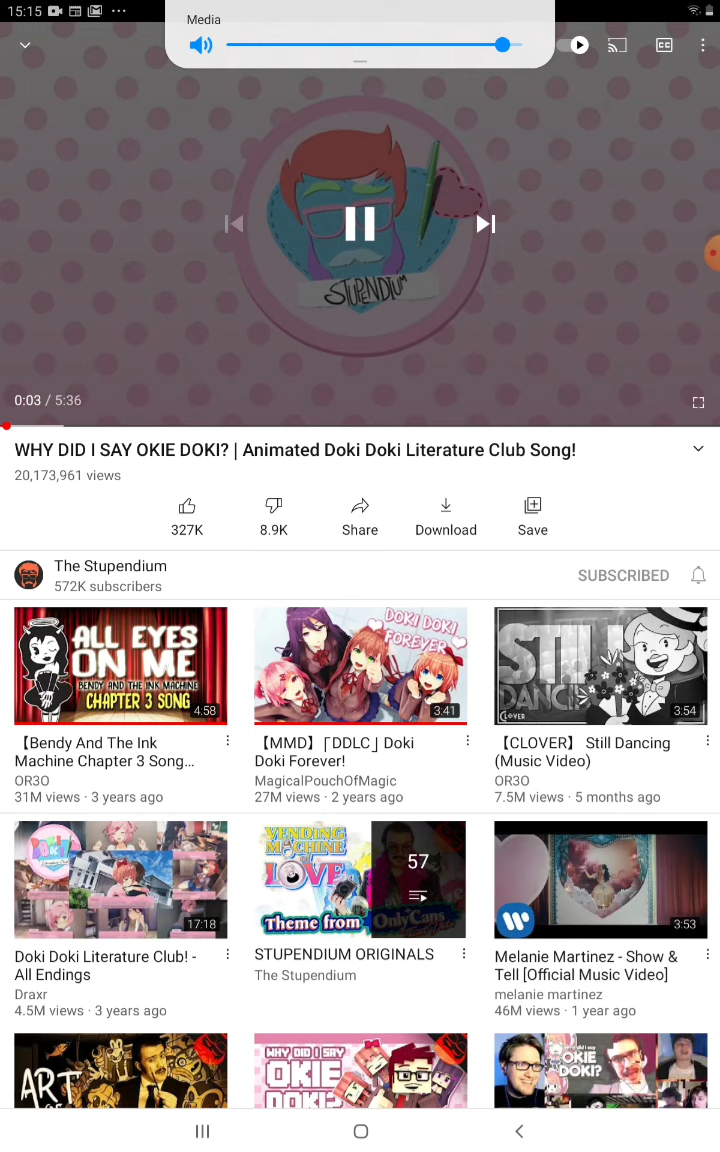 15:15
Media
STUPENDIUM
0:03 / 5:36
WHY DID I SAY OKIE DOKI? | Animated Doki Doki Literature Club Song!
20,173,961 views
327K 8.9K Share Download Save
The Stupendium
572K subscribers
SUBSCRIBED
ALL EYES
ON ME
BENDY AND THE INK MACHINE
CHAPTER 3 SONG
4:58
DOKI DOKI
FOREVER!
3:41
STILL
DANCING
CLOVER
3:54
【Bendy And The Ink
Machine Chapter 3 Song...
OR3O
31M views · 3 years ago
【MMD】「DDLC」 Doki
Doki Forever!
MagicalPouchOfMagic
27M views · 2 years ago
【CLOVER】 Still Dancing
(Music Video)
OR3O
7.5M views · 5 months ago
17:18
VENDING
MACHINE
OF
LOVE
Theme from OnlyCans
57
3:53
Doki Doki Literature Club! -
All Endings
Draxr
4.5M views · 3 years ago
STUPENDIUM ORIGINALS
The Stupendium
Melanie Martinez - Show &
Tell [Official Music Video]
melanie martinez
46M views · 1 year ago
ART
OF
WHY DID I SAY
OKIE
DOKI?
why did i say
OKIE
DOKI?